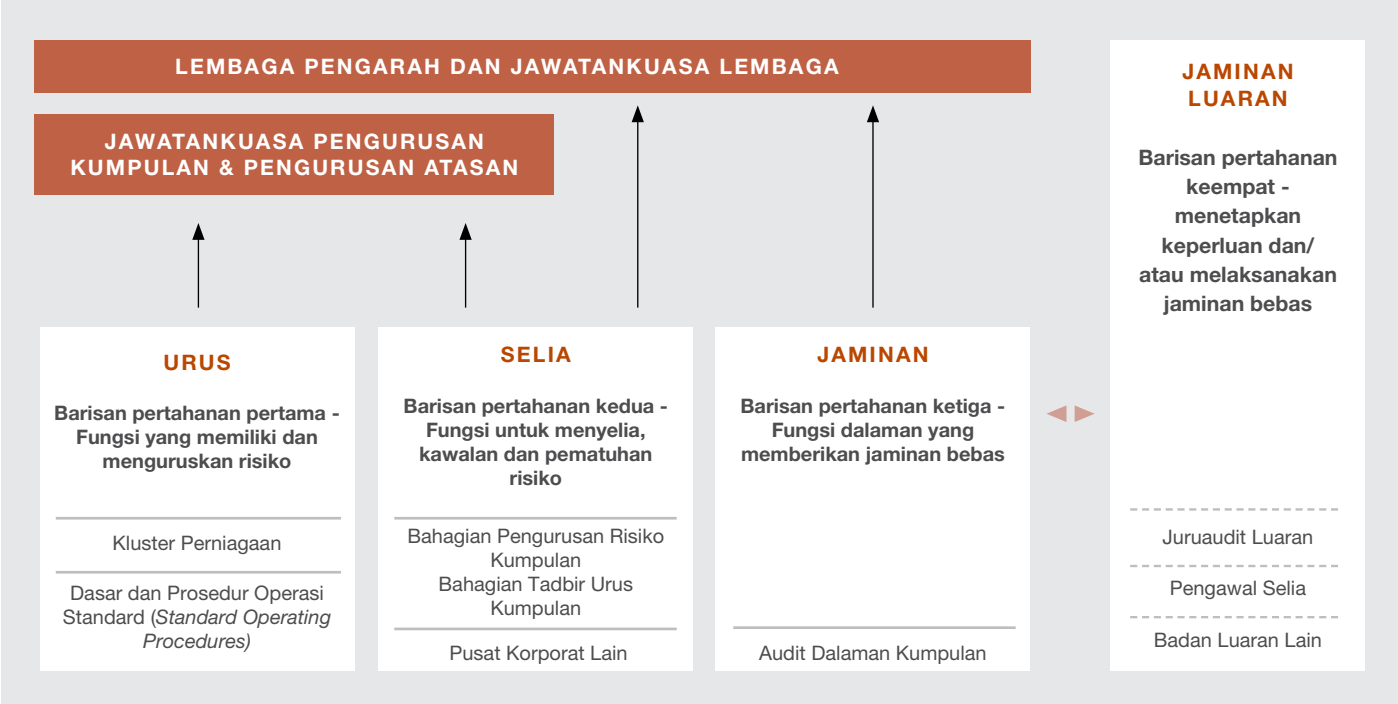 LEMBAGA PENGARAH DAN JAWATANKUASA LEMBAGA
JAWATANKUASA PENGURUSAN
KUMPULAN & PENGURUSAN ATASAN
URUS
Barisan pertahanan pertama -
Fungsi yang memiliki dan
menguruskan risiko
Kluster Perniagaan
Dasar dan Prosedur Operasi
Standard (Standard Operating
Procedures)
SELIA
Barisan pertahanan kedua -
Fungsi untuk menyelia,
kawalan dan pematuhan
risiko
Bahagian Pengurusan Risiko
Kumpulan
Bahagian Tadbir Urus
Kumpulan
Pusat Korporat Lain
JAMINAN
Barisan pertahanan ketiga -
Fungsi dalaman yang
memberikan jaminan bebas
Audit Dalaman Kumpulan
JAMINAN
LUARAN
Barisan pertahanan
keempat -
menetapkan
keperluan dan/
atau melaksanakan
jaminan bebas
Juruaudit Luaran
Pengawal Selia
Badan Luaran Lain